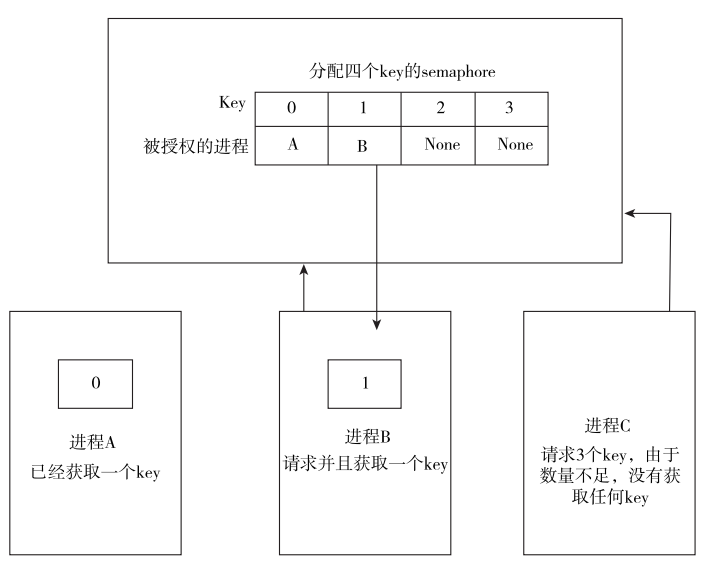 分配四个key的semaphore
Key 0 1 2 3
被授权的进程 A B None None
0
进程A
已经获取一个key
1
进程B
请求并且获取一个key
进程C
请求3个key，由于
数量不足，没有获
取任何key